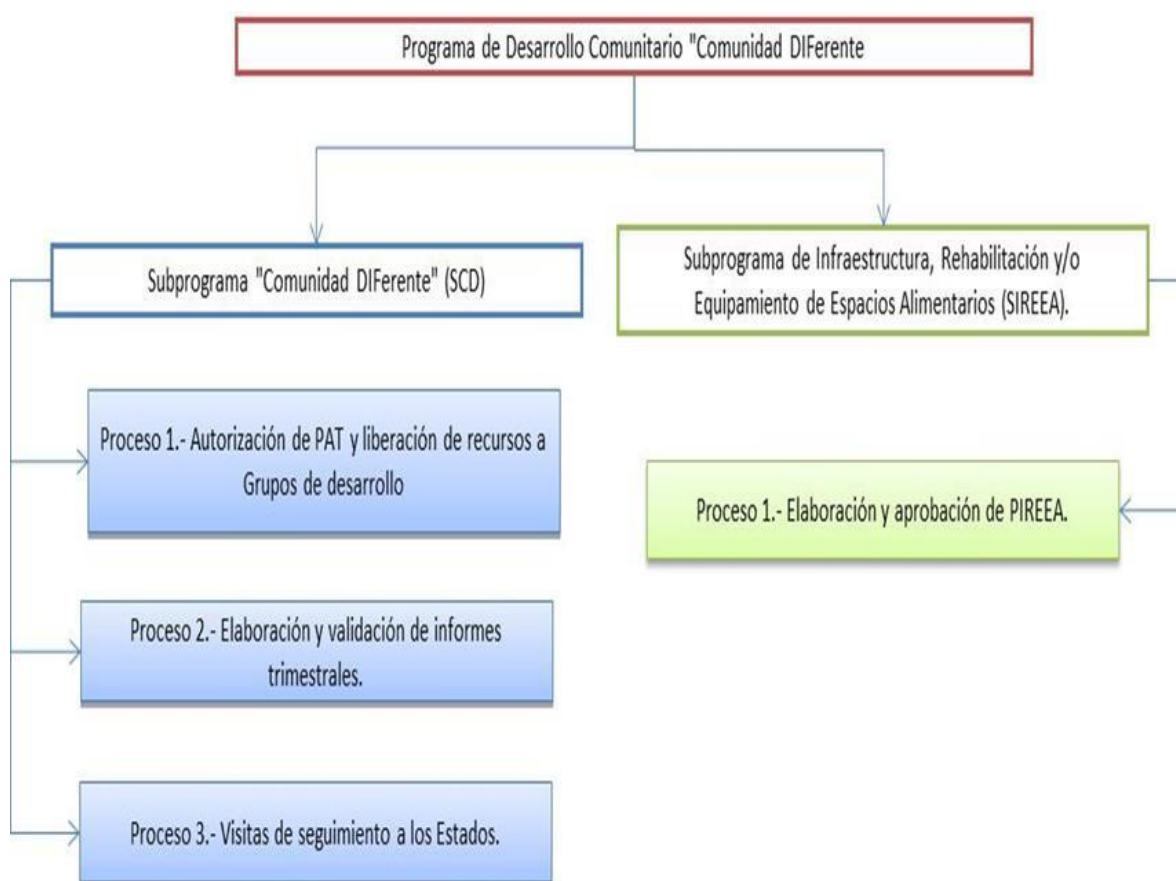 Programa de Desarrollo Comunitario "Comunidad DIFerente
Subprograma "Comunidad DIFerente" (SCD)
Subprograma de Infraestructura, Rehabilitación y/o
Equipamiento de Espacios Alimentarios (SIREEA).
Proceso 1.- Autorización de PAT y liberación de recursos a
Grupos de desarrollo
Proceso 1.- Elaboración y aprobación de PIREEA.
Proceso 2.- Elaboración y validación de informes
trimestrales.
Proceso 3.- Visitas de seguimiento a los Estados.